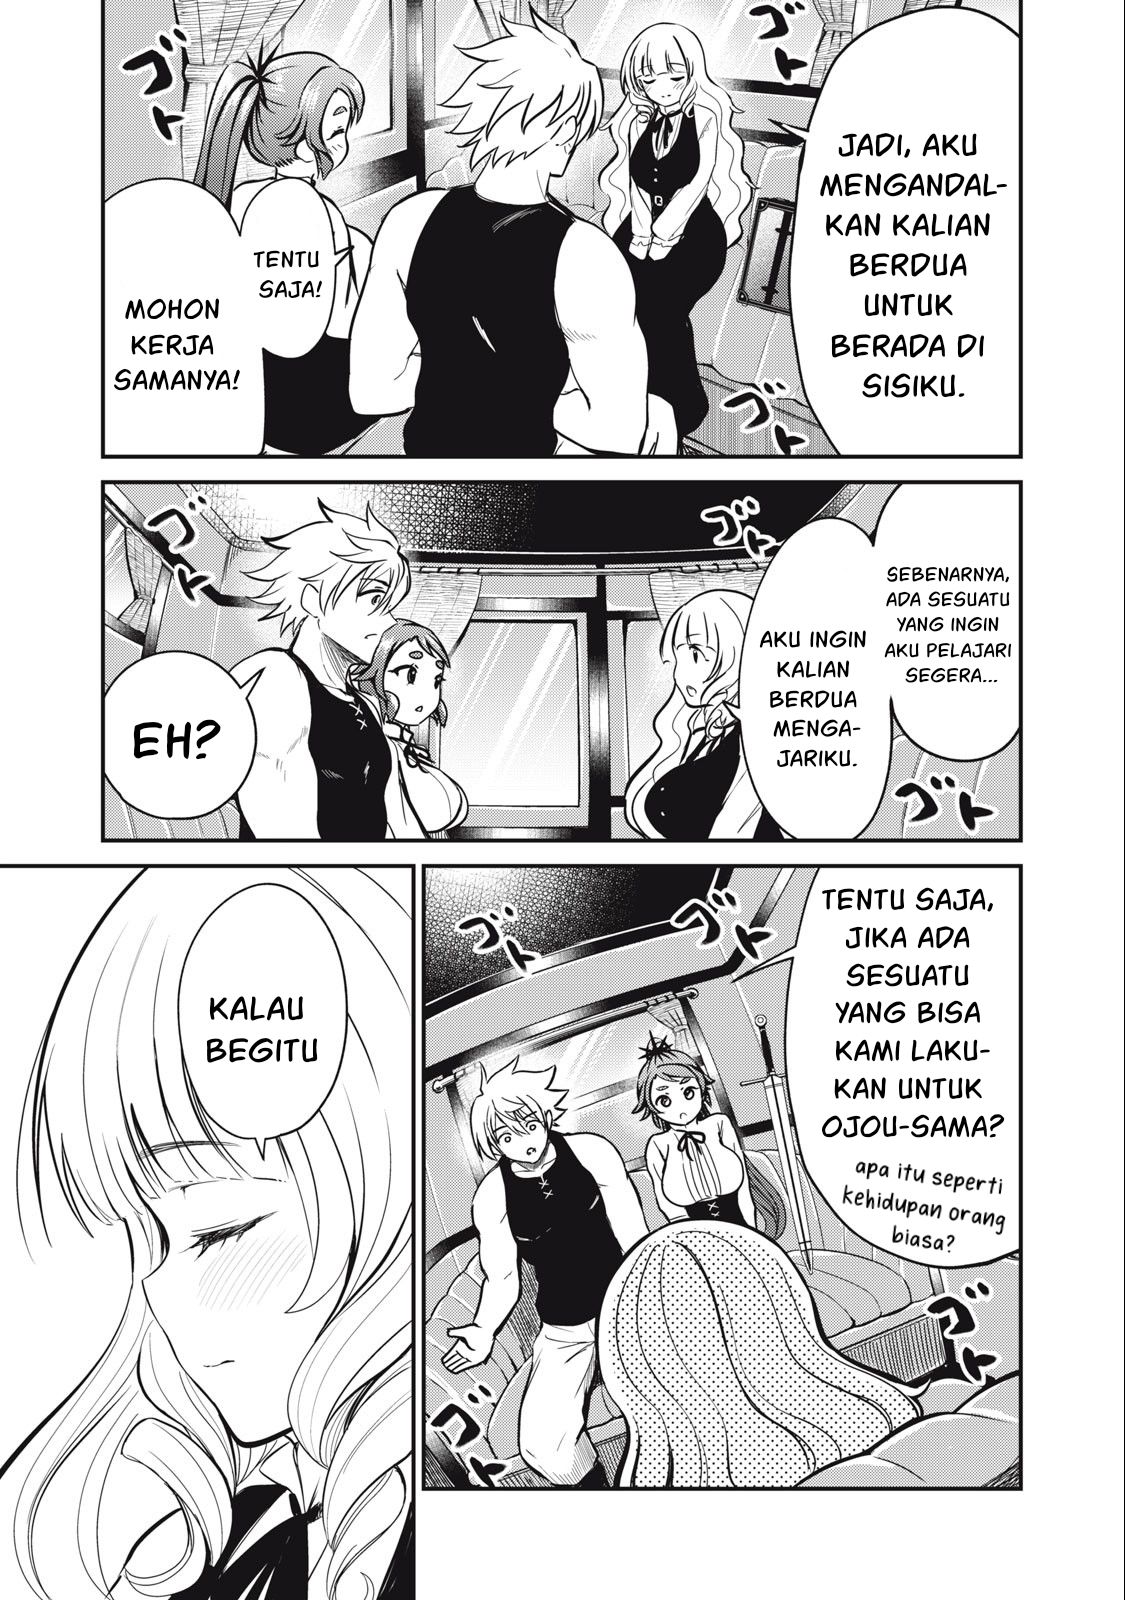 JADI, AKU
MENGANDAL-
KAN KALIAN
BERDUA
UNTUK
BERADA DI
SISIKU.
TENTU
SAJA!
MOHON
KERJA
SAMANYA!
ゴト
ゴト
ゴト
SEBENARNYA,
ADA SESUATU
YANG INGIN
AKU PELAJARI
SEGERA...
AKU INGIN
KALIAN
BERDUA
MENGA-
JARIKU.
EH?
ゴト
ゴト
ゴト
TENTU SAJA,
JIKA ADA
SESUATU
YANG BISA
KAMI LAKU-
KAN UNTUK
OJOU-SAMA?
apa itu seperti
kehidupan orang
biasa?
ゴト
ゴト
ゴト
ゴト
KALAU
BEGITU